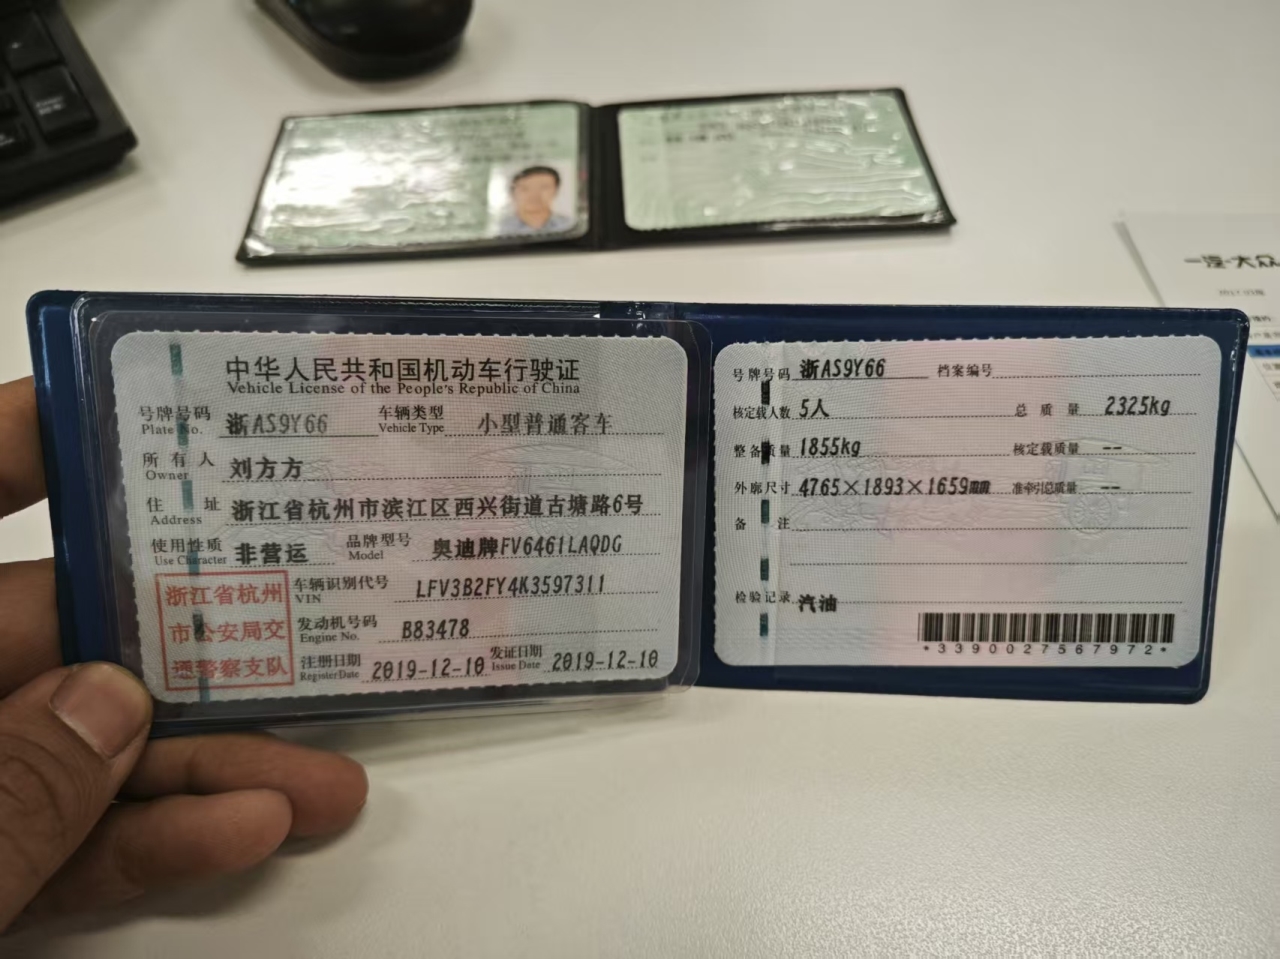 一汽-大众
中华人民共和国机动车行驶证
Vehicle License of the People's Republic of China
号牌号码 浙AS9Y66 车辆类型 小型普通客车
Plate No. Vehicle Type
所有人 刘方方
Owner
住址 浙江省杭州市滨江区西兴街道古塘路6号
Address
使用性质 非营运 品牌型号 奥迪牌FV6461LAQDG
Use Character Model
浙江省杭州
市公安局交
通警察支队
车辆识别代号 LFV3B2FY4K3597311
VIN
发动机号码 B83478
Engine No.
注册日期 2019-12-10 发证日期 2019-12-10
Register Date Issue Date
号牌号码 浙AS9Y66 档案编号
核定载人数 5人 总质量 2325kg
整备质量 1855kg 核定载质量 --
外廓尺寸 4765×1893×1659mm 准牵引总质量 --
备注
检验记录 汽油
*3390027567972*